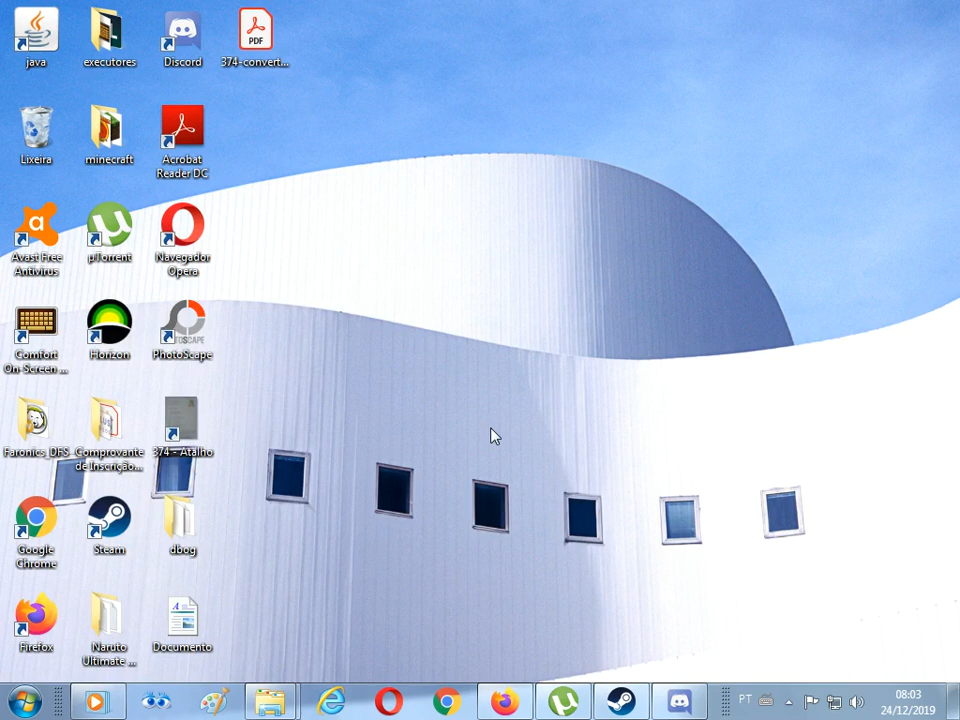 java
executores
Discord
PDF
374-convert...
Lixeira
minecraft
Acrobat
Reader DC
Avast Free
Antivirus
µTorrent
Navegador
Opera
Comfort
On-Screen ...
Horizon
PhotoScape
Faronics_DFS...
Comprovante
de Inscrição...
374 - Atalho
Google
Chrome
Steam
dbog
Firefox
Naruto
Ultimate ...
Documento
PT
08:03
24/12/2019